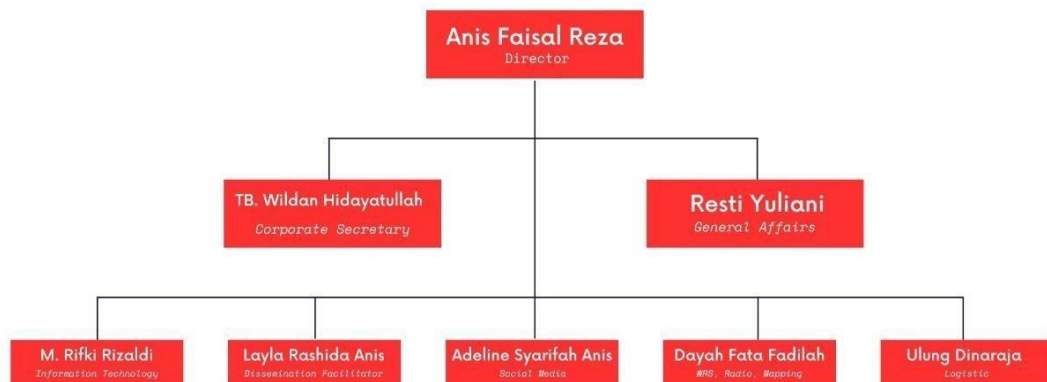 Anis Faisal Reza
Director
TB. Wildan Hidayatullah
Corporate Secretary
Resti Yuliani
General Affairs
M. Rifki Rizaldi
Information Technology
Layla Rashida Anis
Dissemination Facilitator
Adeline Syarifah Anis
Social Media
Dayah Fata Fadilah
WRS, Radio, Mapping
Ulung Dinaraja
Logistic